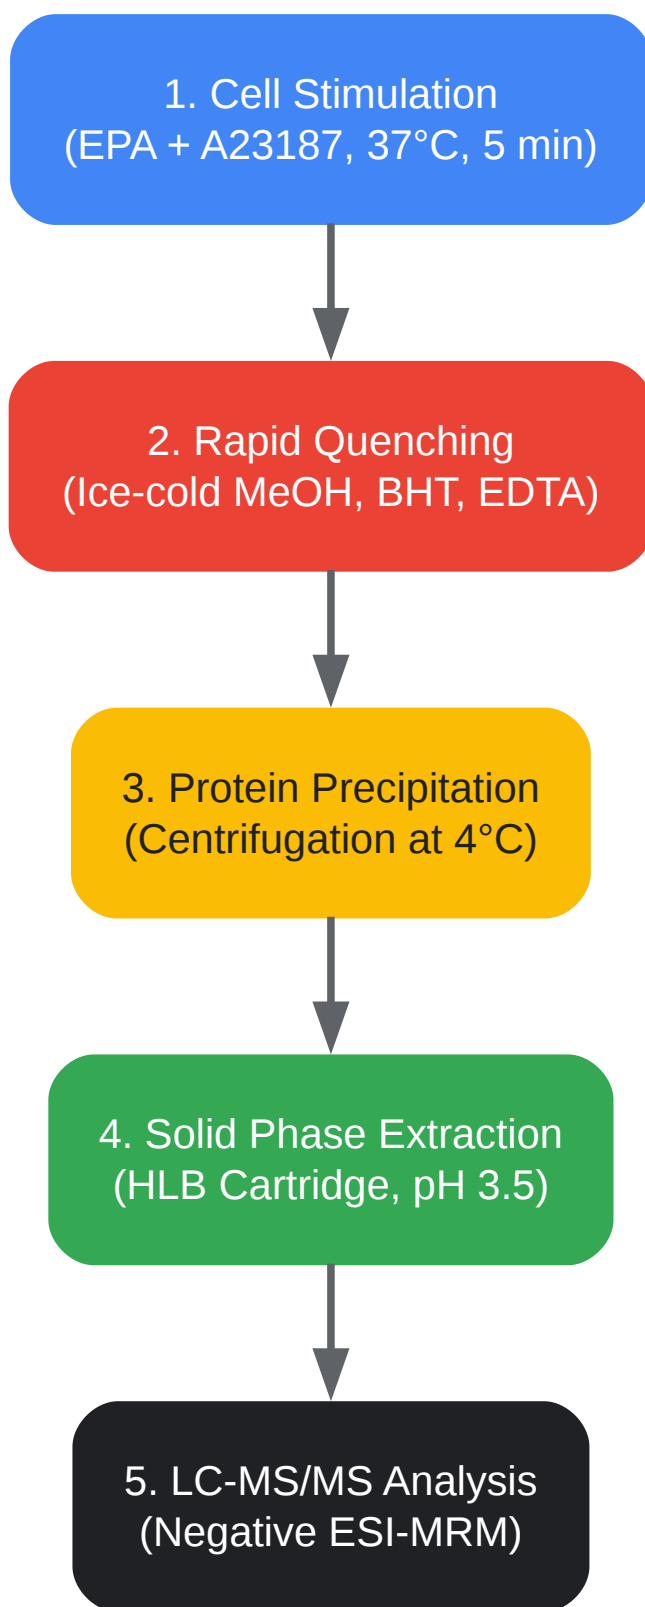 1. Cell Stimulation
(EPA + A23187, 37°C, 5 min)
2. Rapid Quenching
(Ice-cold MeOH, BHT, EDTA)
3. Protein Precipitation
(Centrifugation at 4°C)
4. Solid Phase Extraction
(HLB Cartridge, pH 3.5)
5. LC-MS/MS Analysis
(Negative ESI-MRM)